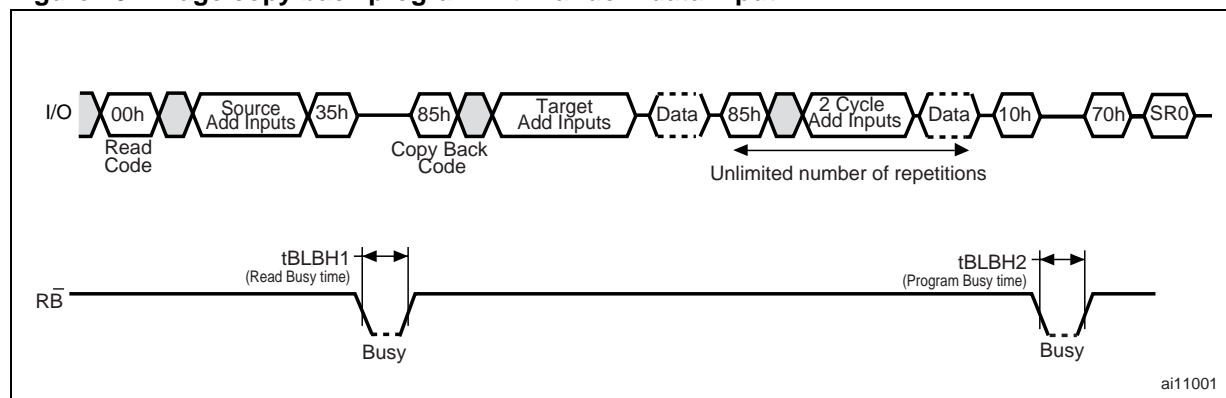 I/O 00h Source Add Inputs 35h 85h Target Add Inputs Data 85h 2 Cycle Add Inputs Data 10h 70h SR0
Read Code
Copy Back Code
Unlimited number of repetitions
tBLBH1
(Read Busy time)
tBLBH2
(Program Busy time)
RB̅
Busy
Busy
ai11001